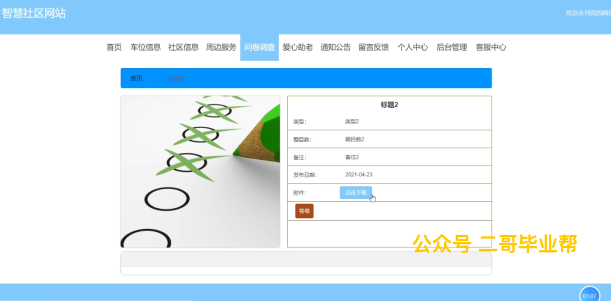 智慧社区网站
欢迎来到我的网站
首页 车位信息 社区信息 周边服务 问卷调查 爱心助老 通知公告 留言反馈 个人中心 后台管理 客服中心
首页
标题2
类型： 类型2
题目数： 题目数2
备注： 备注2
发布日期： 2021-04-23
附件： 点击下载
答卷
公众号 二哥毕业帮
01:07